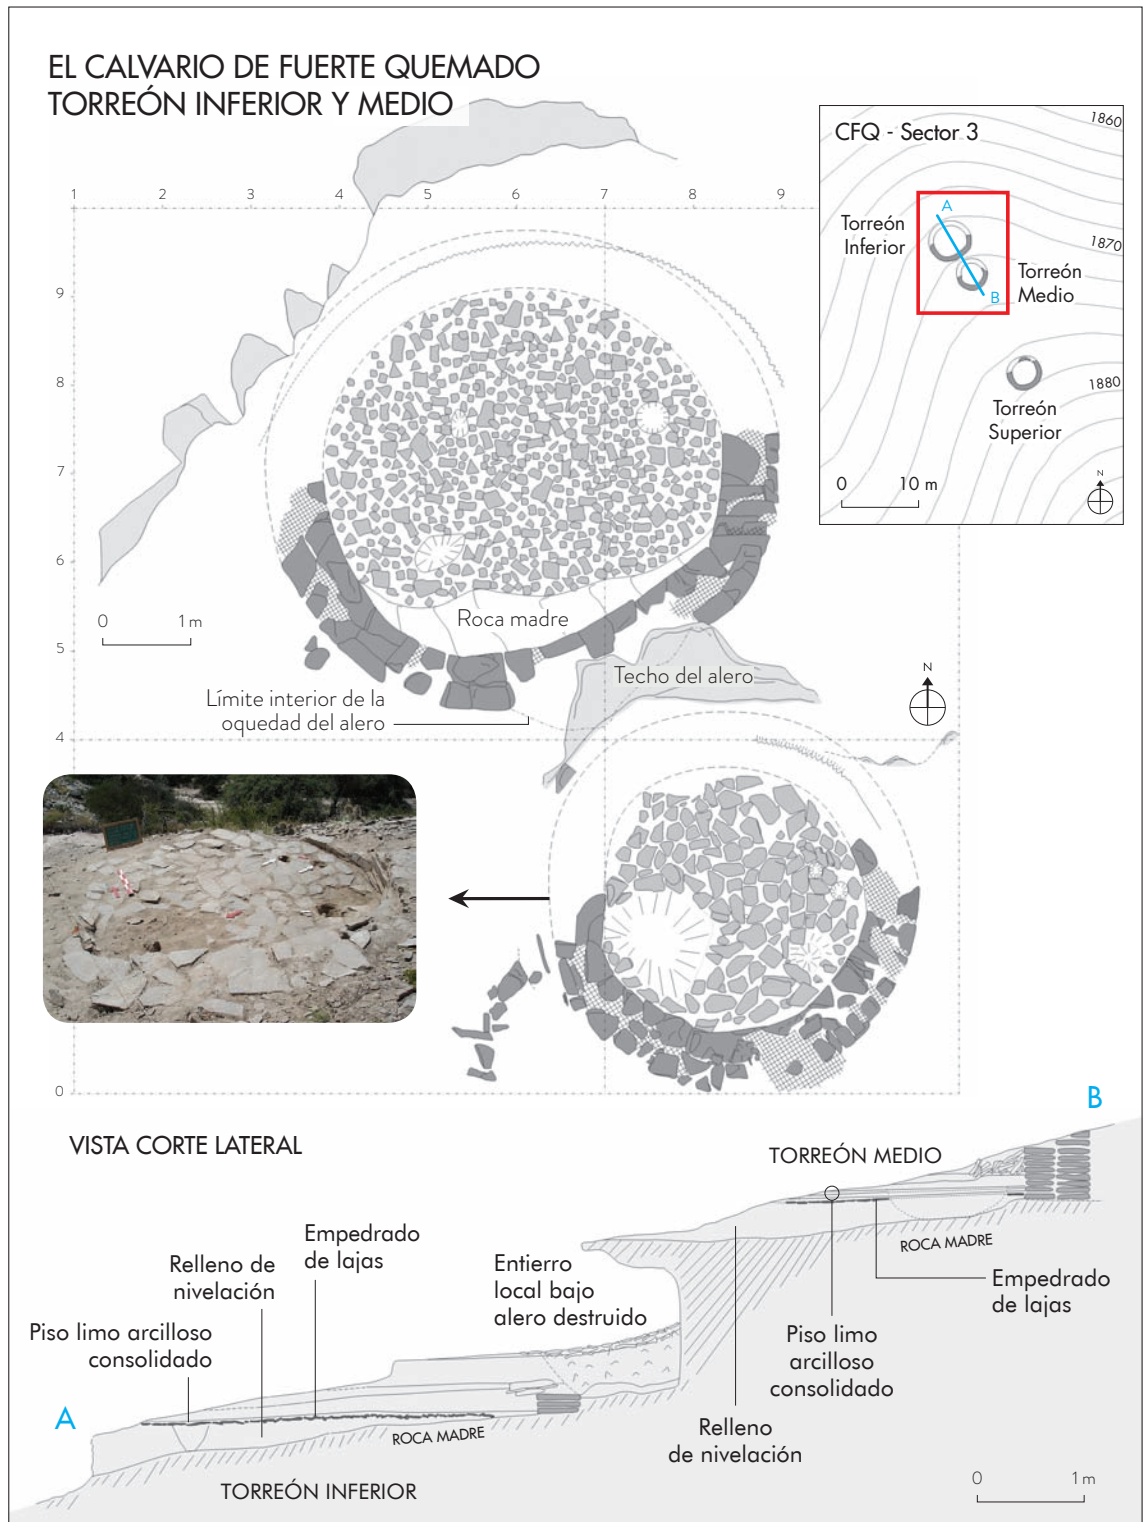 EL CALVARIO DE FUERTE QUEMADO
TORREÓN INFERIOR Y MEDIO
CFQ - Sector 3
1860
A
Torreón
Inferior
1870
Torreón
Medio
B
1880
Torreón
Superior
0 10 m
N
1 2 3 4 5 6 7 8 9
9
8
7
6
5
4
0
0 1 m
Roca madre
Techo del alero
Límite interior de la
oquedad del alero
N
B
VISTA CORTE LATERAL
TORREÓN MEDIO
ROCA MADRE
Empedrado
de lajas
Relleno de
nivelación
Entierro
local bajo
alero destruido
Empedrado
de lajas
Piso limo arcilloso
consolidado
Piso limo
arcilloso
consolidado
A
ROCA MADRE
Relleno
de nivelación
TORREÓN INFERIOR
0 1 m